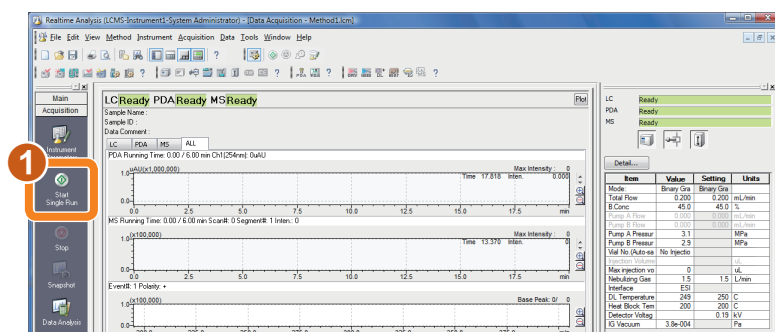 Realtime Analysis (LCMS-Instrument1-System Administrator) - [Data Acquisition - Method1.lcm]
File Edit View Method Instrument Acquisition Data Tools Window Help
Main
Acquisition
1
Instrument
Start
Single Run
Stop
Snapshot
Data Analysis
LC Ready PDA Ready MS Ready
Plot
Sample Name :
Sample ID :
Data Comment :
LC PDA MS ALL
PDA Running Time: 0.00 / 6.00 min Ch1(254nm): 0uAU
uAU(x1,000,000)
Max Intensity : 0
Time 17.818 Inten. 0.000
1.0
0.0
0.0 2.5 5.0 7.5 10.0 12.5 15.0 17.5 min
MS Running Time: 0.00 / 6.00 min Scan#: 0 Segment#: 1 Inten.: 0
(x100,000)
Max Intensity : 0
Time 13.370 Inten. 0
1.0
0.0
0.0 2.5 5.0 7.5 10.0 12.5 15.0 17.5 min
Event#: 1 Polarity: +
(x100,000)
Base Peak: 0/ 0
1.0
0.0
LC Ready
PDA Ready
MS Ready
Detail...
Item Value Setting Units
Mode: Binary Gra Binary Gra
Total Flow 0.200 0.200 mL/min
B.Conc 45.0 45.0 %
Pump A Flow 0.000 0.000 mL/min
Pump B Flow 0.000 0.000 mL/min
Pump A Pressur 3.1 MPa
Pump B Pressur 2.9 MPa
Vial No.(Auto-sa No Injectio
Injection Volume uL
Max injection vo 0 uL
Nebulizing Gas 1.5 1.5 L/min
Interface ESI
DL Temperature 249 250 C
Heat Block Tem 200 200 C
Detector Voltag 0.19 kV
IG Vacuum 3.8e-004 Pa